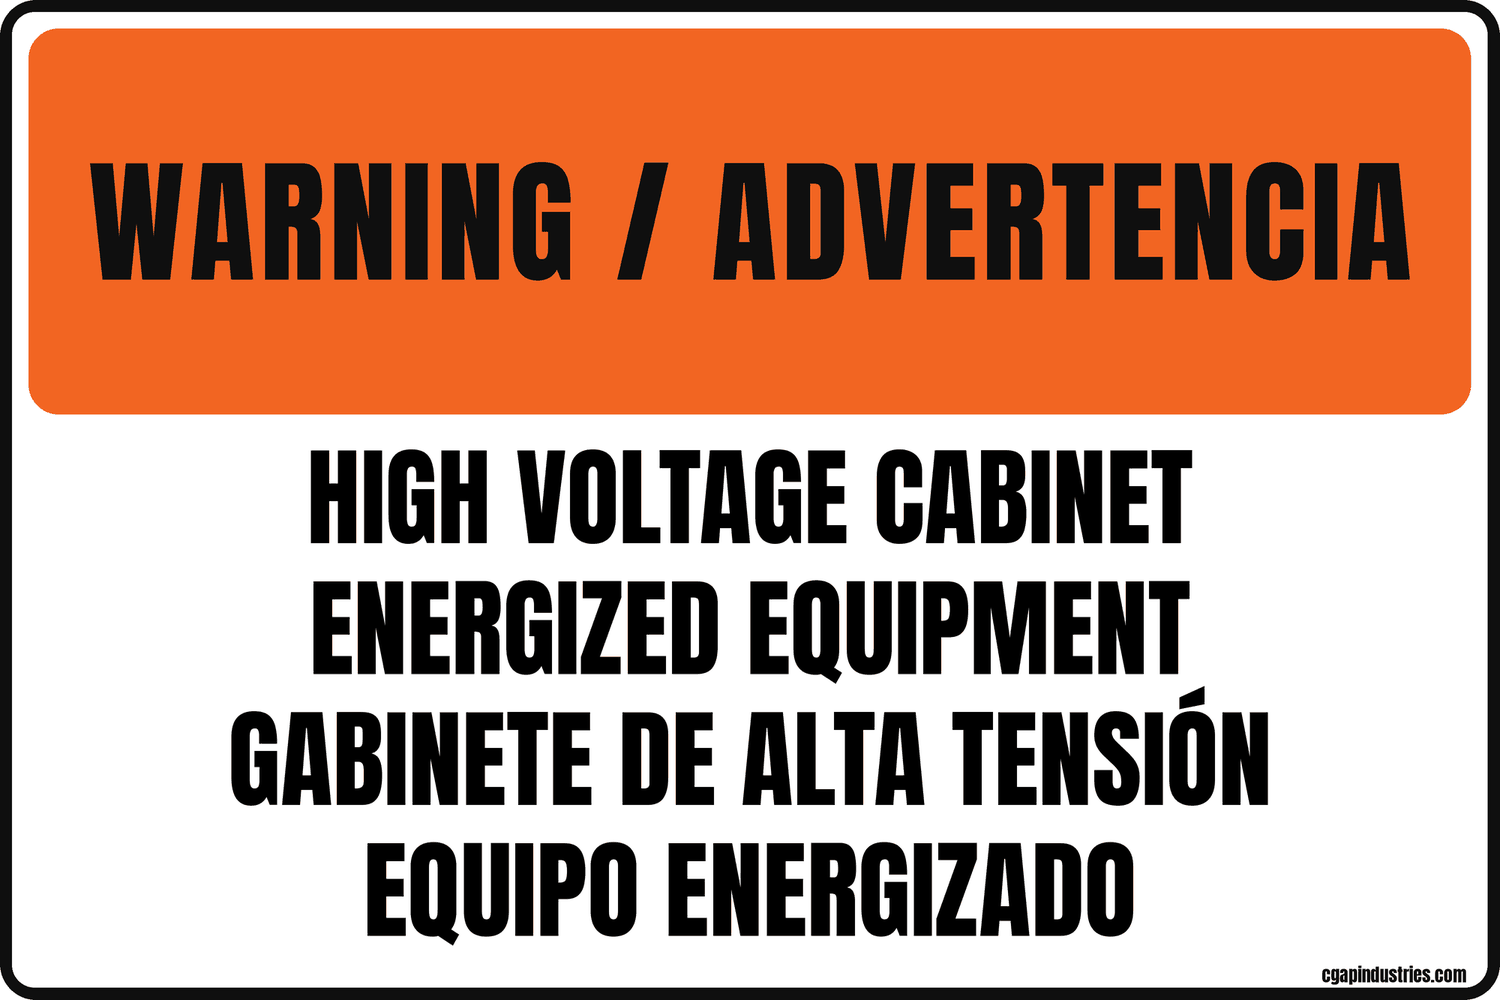 WARNING / ADVERTENCIA
HIGH VOLTAGE CABINET
ENERGIZED EQUIPMENT
GABINETE DE ALTA TENSIÓN
EQUIPO ENERGIZADO
cgapindustries.com